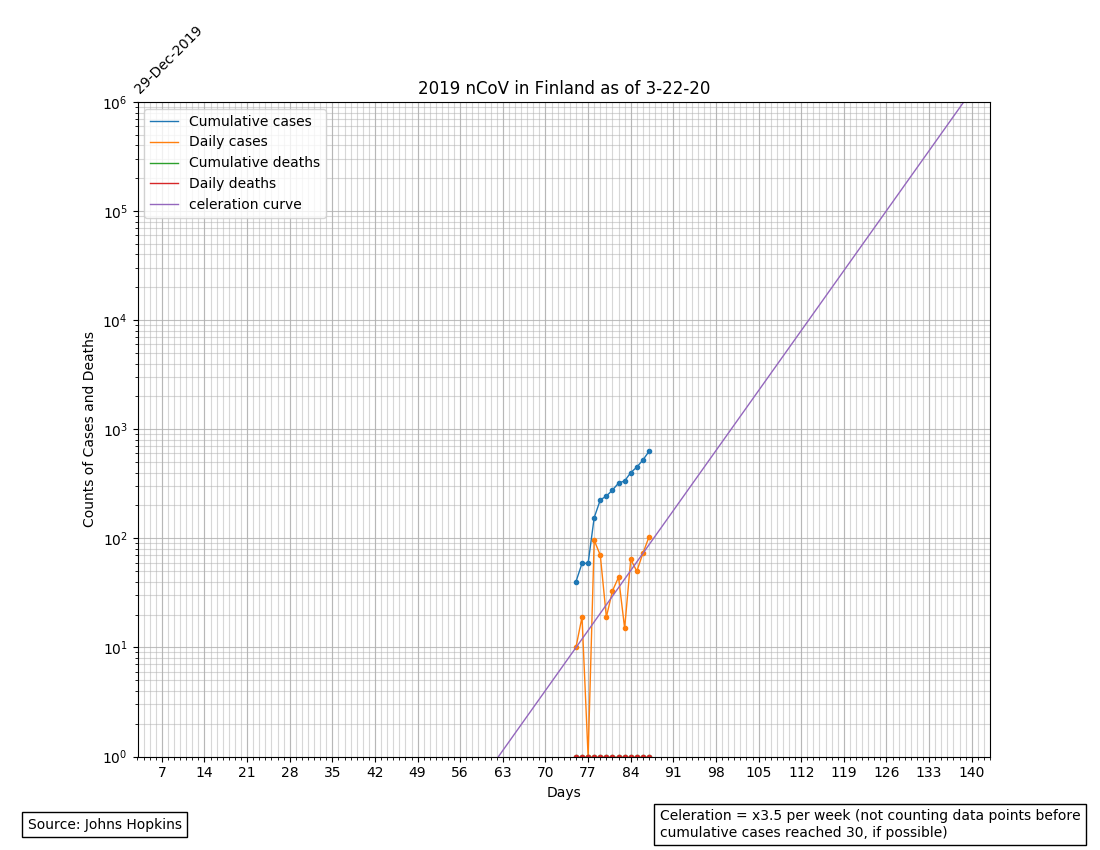 29-Dec-2019
2019 nCoV in Finland as of 3-22-20
Cumulative cases
Daily cases
Cumulative deaths
Daily deaths
celeration curve
10^6
10^5
10^4
10^3
10^2
10^1
10^0
Counts of Cases and Deaths
7 14 21 28 35 42 49 56 63 70 77 84 91 98 105 112 119 126 133 140
Days
Source: Johns Hopkins
Celeration = x3.5 per week (not counting data points before
cumulative cases reached 30, if possible)